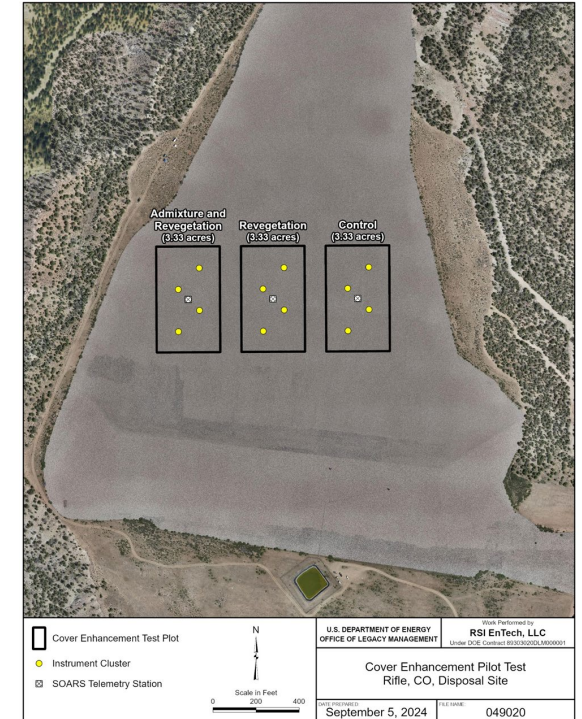 Admixture and
Revegetation
(3.33 acres)
Revegetation
(3.33 acres)
Control
(3.33 acres)
Cover Enhancement Test Plot
Instrument Cluster
SOARS Telemetry Station
N
Scale in Feet
0 200 400
U.S. DEPARTMENT OF ENERGY
OFFICE OF LEGACY MANAGEMENT
Work Performed by
RSI EnTech, LLC
Under DOE Contract 89303020DLM000001
Cover Enhancement Pilot Test
Rifle, CO, Disposal Site
DATE PREPARED:
September 5, 2024
FILE NAME:
049020